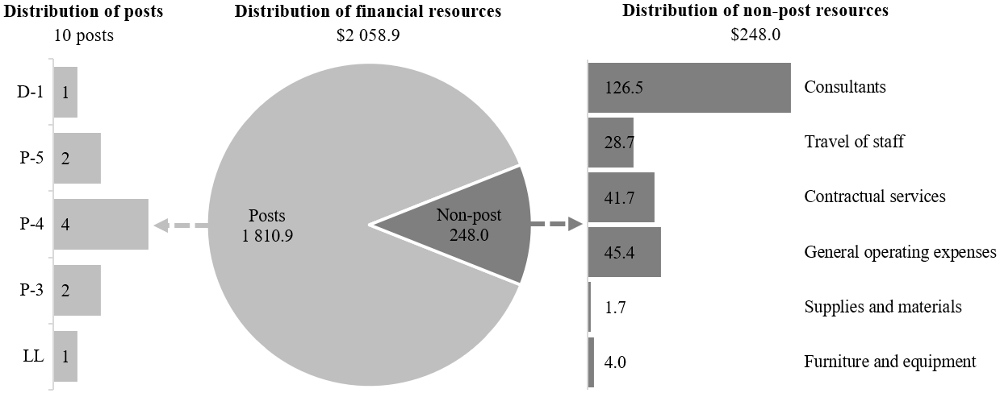 Distribution of posts
10 posts
D-1
1
P-5
2
P-4
4
P-3
2
LL
1
Distribution of financial resources
$2 058.9
Posts
1 810.9
Non-post
248.0
Distribution of non-post resources
$248.0
126.5 Consultants
28.7 Travel of staff
41.7 Contractual services
45.4 General operating expenses
1.7 Supplies and materials
4.0 Furniture and equipment